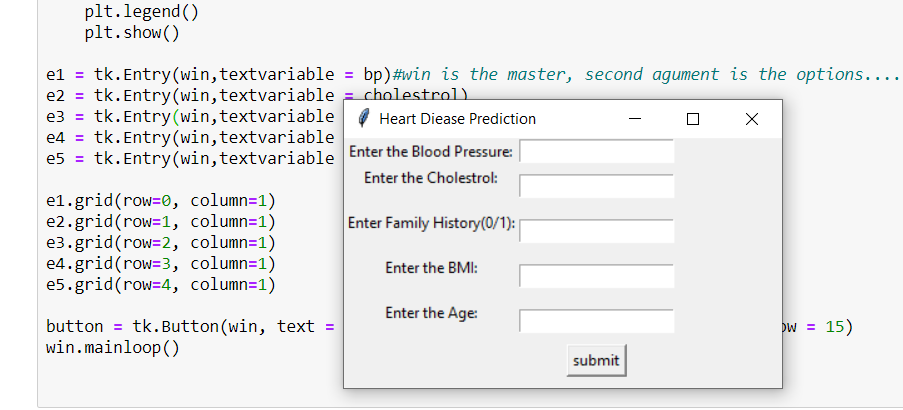 plt.legend()
plt.show()
e1 = tk.Entry(win,textvariable = bp)#win is the master, second agument is the options....
e2 = tk.Entry(win,textvariable = cholestrol)
e3 = tk.Entry(win,textvariable
e4 = tk.Entry(win,textvariable
e5 = tk.Entry(win,textvariable
e1.grid(row=0, column=1)
e2.grid(row=1, column=1)
e3.grid(row=2, column=1)
e4.grid(row=3, column=1)
e5.grid(row=4, column=1)
button = tk.Button(win, text =
ow = 15)
win.mainloop()
Heart Diease Prediction
Enter the Blood Pressure:
Enter the Cholestrol:
Enter Family History(0/1):
Enter the BMI:
Enter the Age:
submit